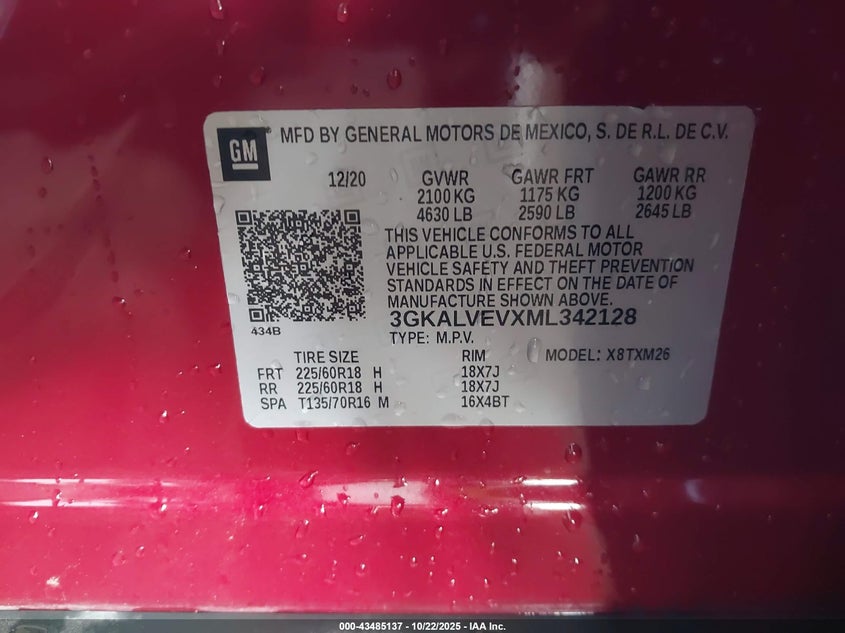 GM
MFD BY GENERAL MOTORS DE MEXICO, S. DE R.L. DE C.V.
12/20 GVWR GAWR FRT GAWR RR
2100 KG 1175 KG 1200 KG
4630 LB 2590 LB 2645 LB
THIS VEHICLE CONFORMS TO ALL
APPLICABLE U.S. FEDERAL MOTOR
VEHICLE SAFETY AND THEFT PREVENTION
STANDARDS IN EFFECT ON THE DATE OF
MANUFACTURE SHOWN ABOVE.
434B
3GKALVEVXML342128
TYPE: M.P.V.
TIRE SIZE RIM MODEL: X8TXM26
FRT 225/60R18 H 18X7J
RR 225/60R18 H 18X7J
SPA T135/70R16 M 16X4BT
000-43485137 - 10/22/2025 - IAA Inc.